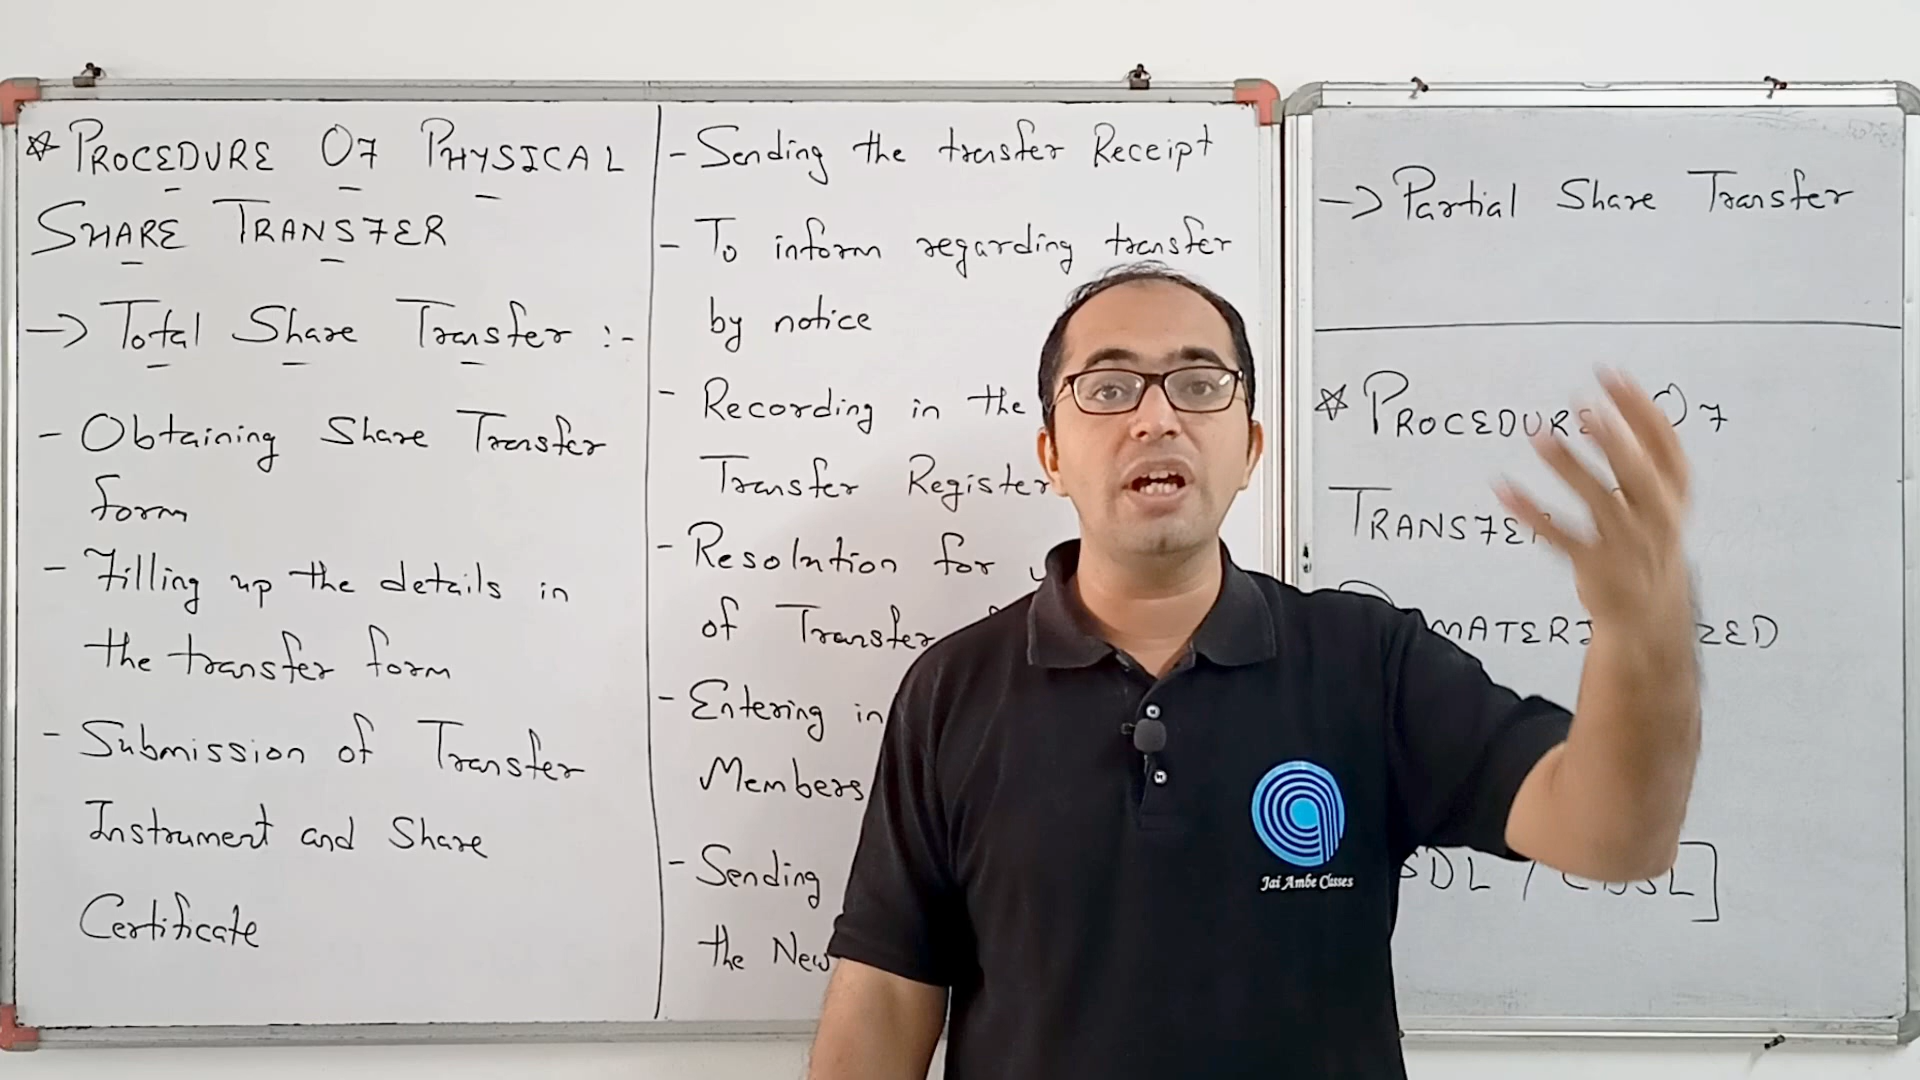 ☆ PROCEDURE OF PHYSICAL
SHARE TRANSFER
→ Total Share Transfer :-
- Obtaining Share Transfer
form
- Filling up the details in
the transfer form
- Submission of Transfer
Instrument and Share
Certificate
- Sending the transfer Receipt
- To inform regarding transfer
by notice
- Recording in the
Transfer Register
- Resolution for
of Transfer
- Entering in
Members
- Sending
the New
→ Partial Share Transfer
☆ PROCEDURE OF
TRANSFER
Jai Ambe Classes